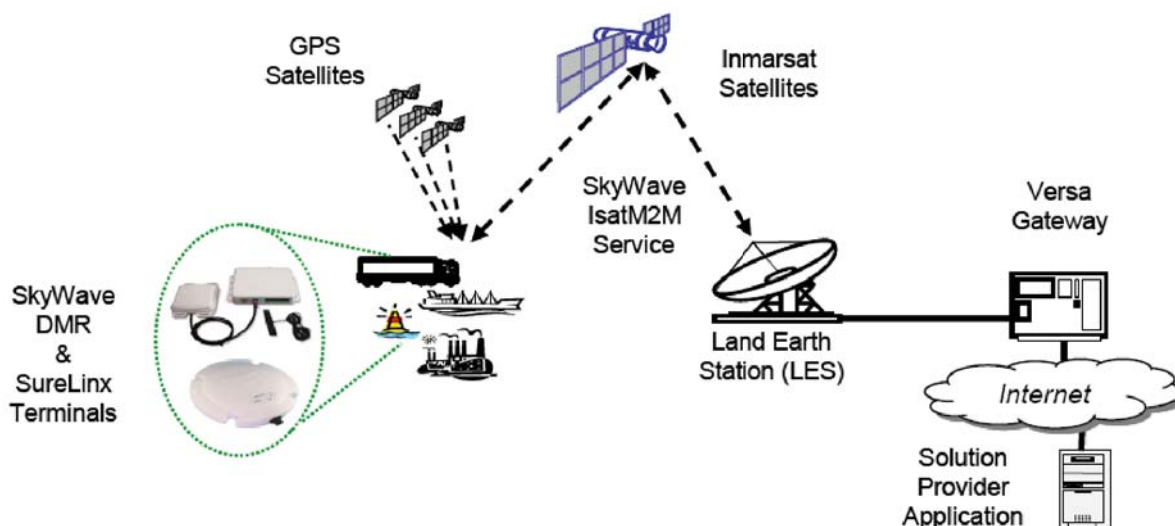 GPS
Satellites
Inmarsat
Satellites
SkyWave
IsatM2M
Service
Versa
Gateway
SkyWave
DMR
&
SureLinx
Terminals
Land Earth
Station (LES)
Internet
Solution
Provider
Application